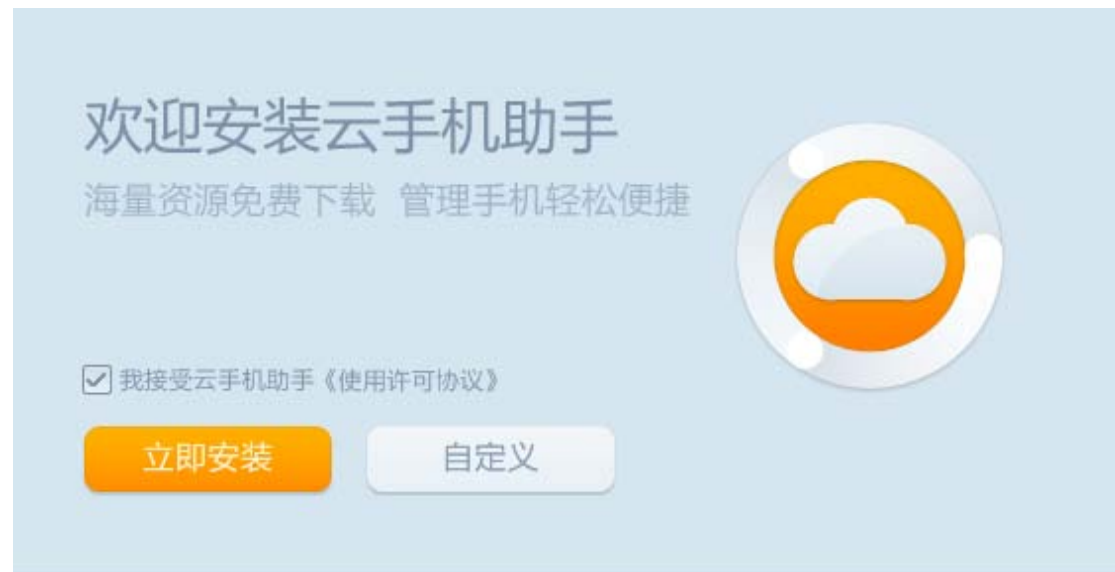 欢迎安装云手机助手
海量资源免费下载 管理手机轻松便捷
我接受云手机助手《使用许可协议》
立即安装 自定义